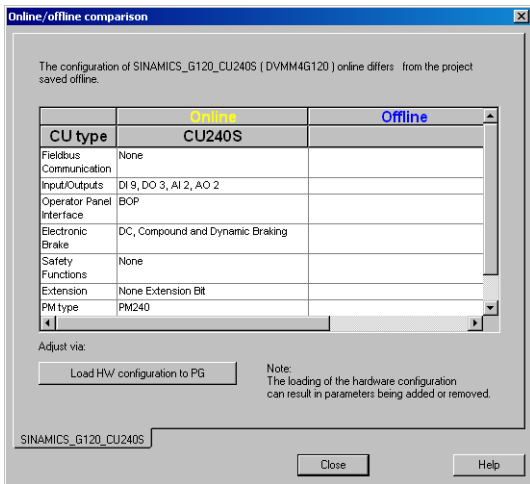 Online/offline comparison
The configuration of SINAMICS_G120_CU240S ( DVMM4G120 ) online differs from the project
saved offline.
Online Offline
CU type CU240S
Fieldbus None
Communication
Input/Outputs DI 9, DO 3, AI 2, AO 2
Operator Panel BOP
Interface
Electronic DC, Compound and Dynamic Braking
Brake
Safety None
Functions
Extension None Extension Bit
PM type PM240
Adjust via:
Load HW configuration to PG
Note:
The loading of the hardware configuration
can result in parameters being added or removed.
SINAMICS_G120_CU240S
Close Help